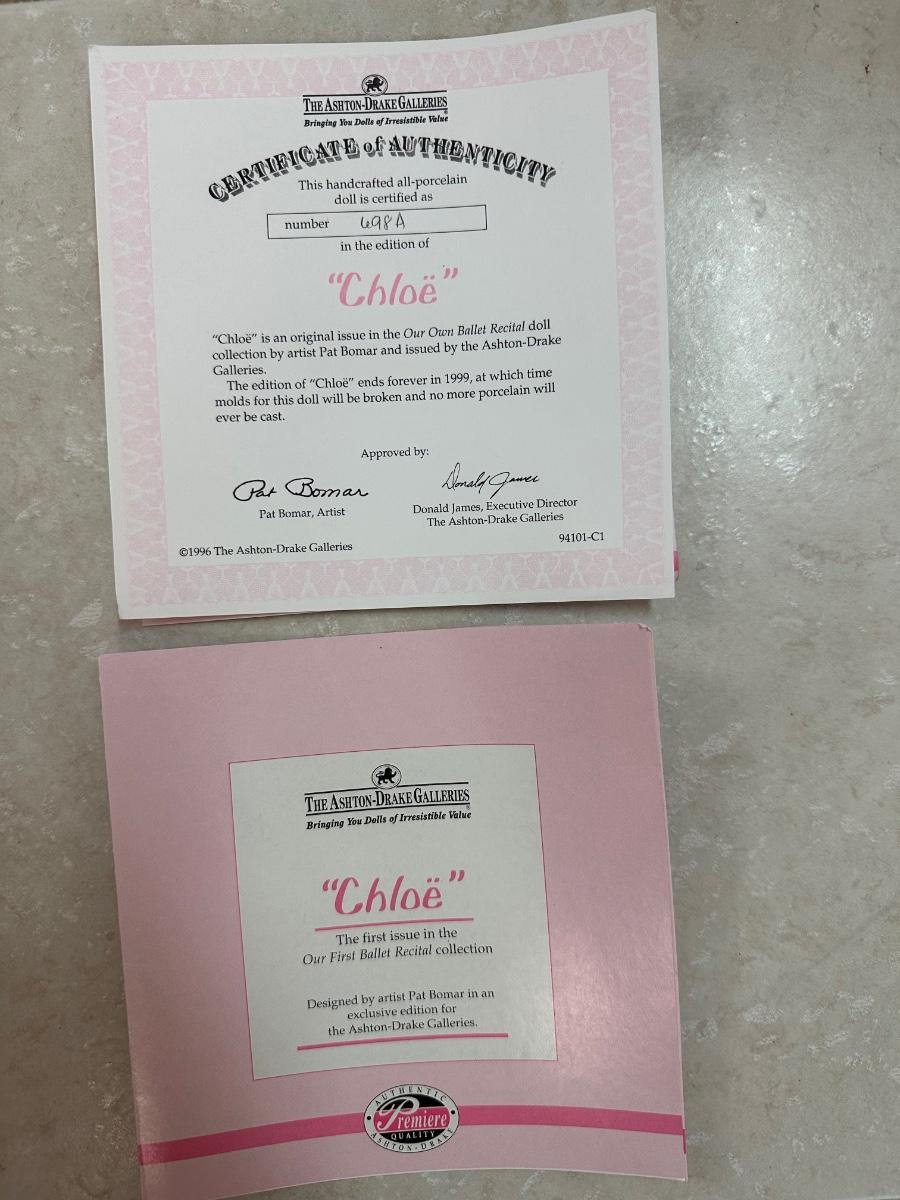 THE ASHTON-DRAKE GALLERIES
Bringing You Dolls of Irresistible Value
CERTIFICATE of AUTHENTICITY
This handcrafted all-porcelain
doll is certified as
number 698A
in the edition of
“Chloë”
“Chloë” is an original issue in the Our Own Ballet Recital doll
collection by artist Pat Bomar and issued by the Ashton-Drake
Galleries.
The edition of “Chloë” ends forever in 1999, at which time
molds for this doll will be broken and no more porcelain will
ever be cast.
Approved by:
Pat Bomar
Donald James
Pat Bomar, Artist
Donald James, Executive Director
The Ashton-Drake Galleries
©1996 The Ashton-Drake Galleries
94101-C1
THE ASHTON-DRAKE GALLERIES
®
Bringing You Dolls of Irresistible Value
“Chloë”
The first issue in the
Our First Ballet Recital collection
Designed by artist Pat Bomar in an
exclusive edition for
the Ashton-Drake Galleries.
AUTHENTIC
Premiere
QUALITY
ASHTON-DRAKE